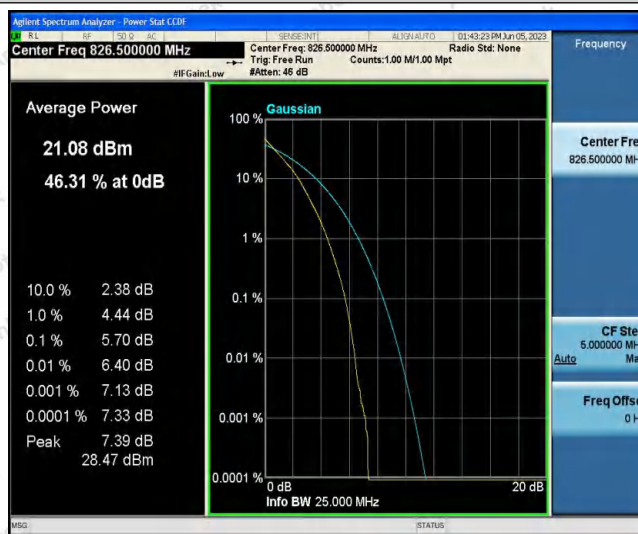 Agilent Spectrum Analyzer - Power Stat CCDF
RL RF 50 Ω AC SENSE:INT ALIGN AUTO 01:43:23 PM Jun 05, 2023
Center Freq 826.500000 MHz
Center Freq: 826.500000 MHz Radio Std: None
Trig: Free Run Counts:1.00 M/1.00 Mpt
#IFGain:Low #Atten: 46 dB
Frequency
Average Power
21.08 dBm
46.31 % at 0dB
10.0 % 2.38 dB
1.0 % 4.44 dB
0.1 % 5.70 dB
0.01 % 6.40 dB
0.001 % 7.13 dB
0.0001 % 7.33 dB
Peak 7.39 dB
28.47 dBm
Gaussian
100 %
10 %
1 %
0.1 %
0.01 %
0.001 %
0.0001 %
0 dB 20 dB
Info BW 25.000 MHz
Center Fre
826.500000 MH
CF Ste
5.000000 MH
Auto Ma
Freq Offs
0 H
MSG STATUS